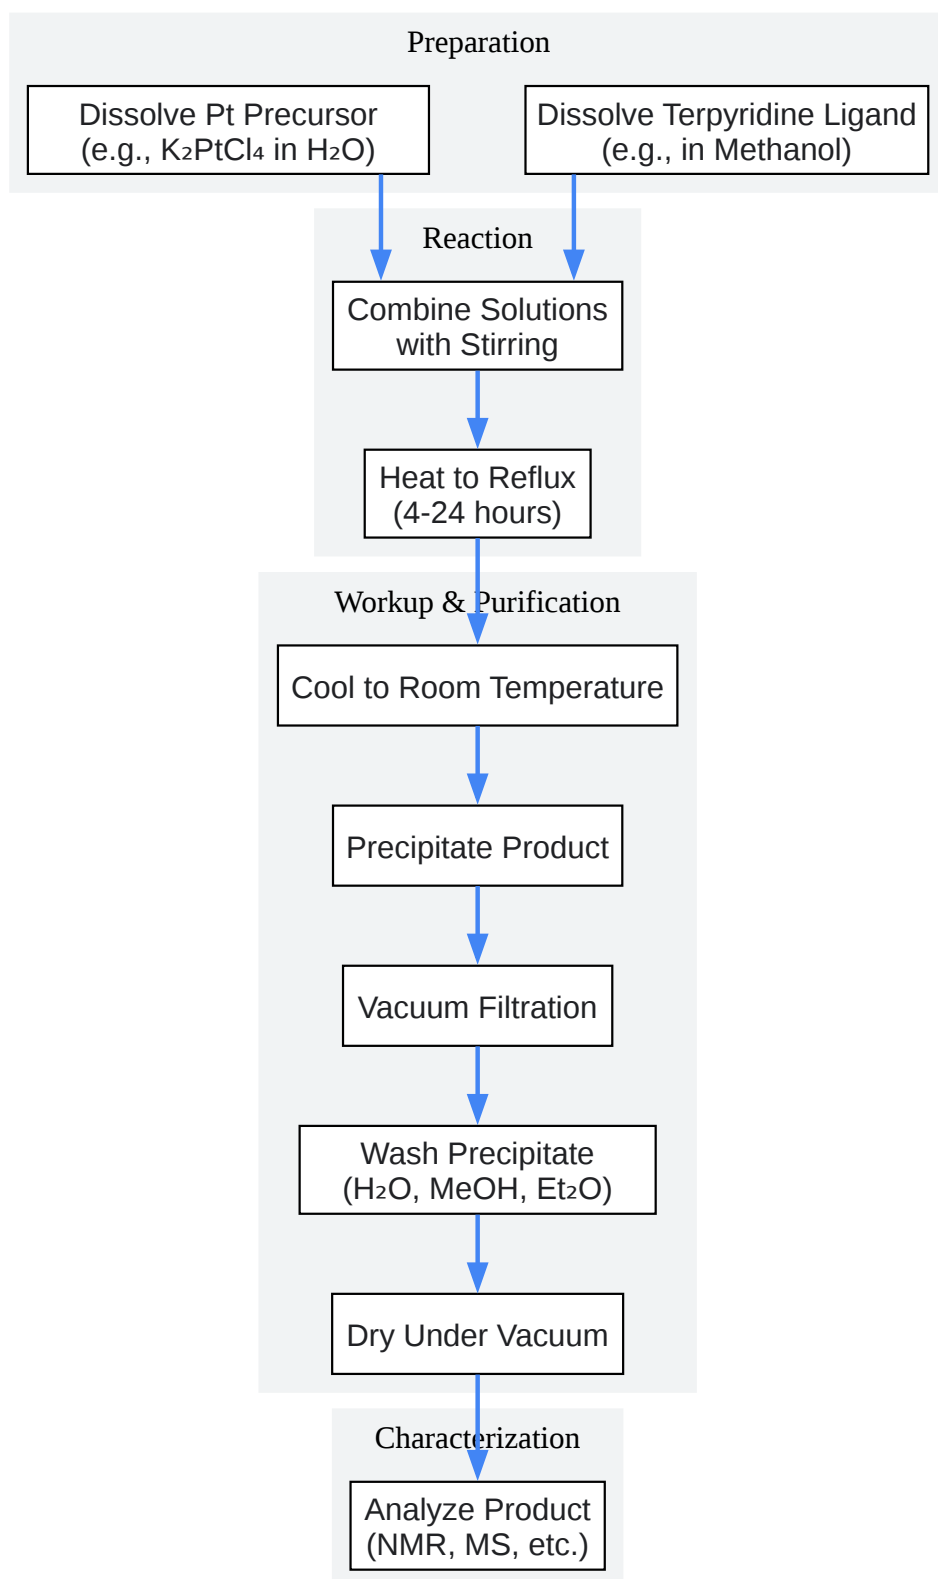 Preparation
Dissolve Pt Precursor
(e.g., K₂PtCl₄ in H₂O)
Dissolve Terpyridine Ligand
(e.g., in Methanol)
Reaction
Combine Solutions
with Stirring
Heat to Reflux
(4-24 hours)
Workup & Purification
Cool to Room Temperature
Precipitate Product
Vacuum Filtration
Wash Precipitate
(H₂O, MeOH, Et₂O)
Dry Under Vacuum
Characterization
Analyze Product
(NMR, MS, etc.)